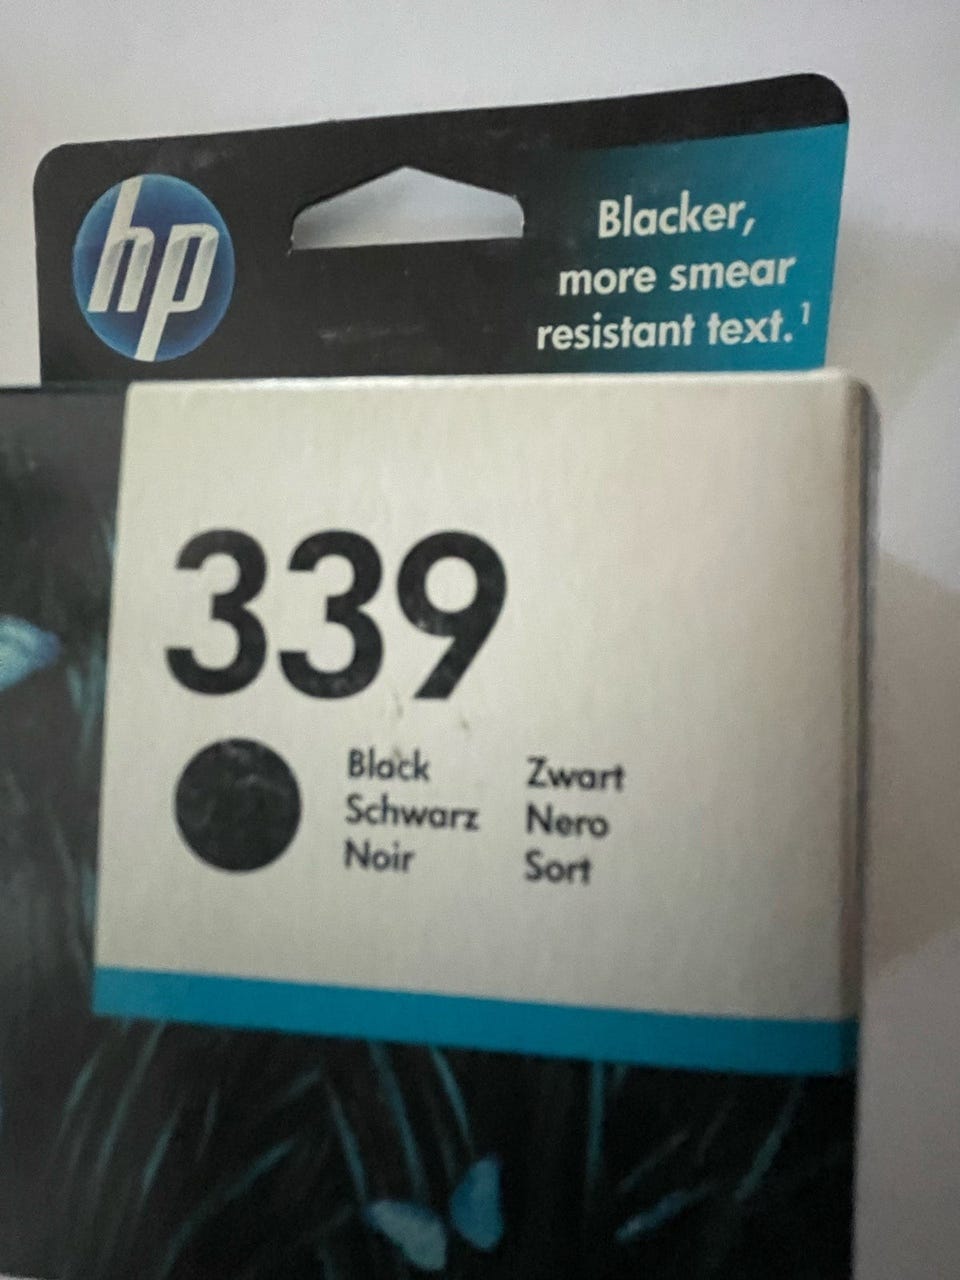 hp
Blacker,
more smear
resistant text.¹
339
Black
Schwarz
Noir
Zwart
Nero
Sort